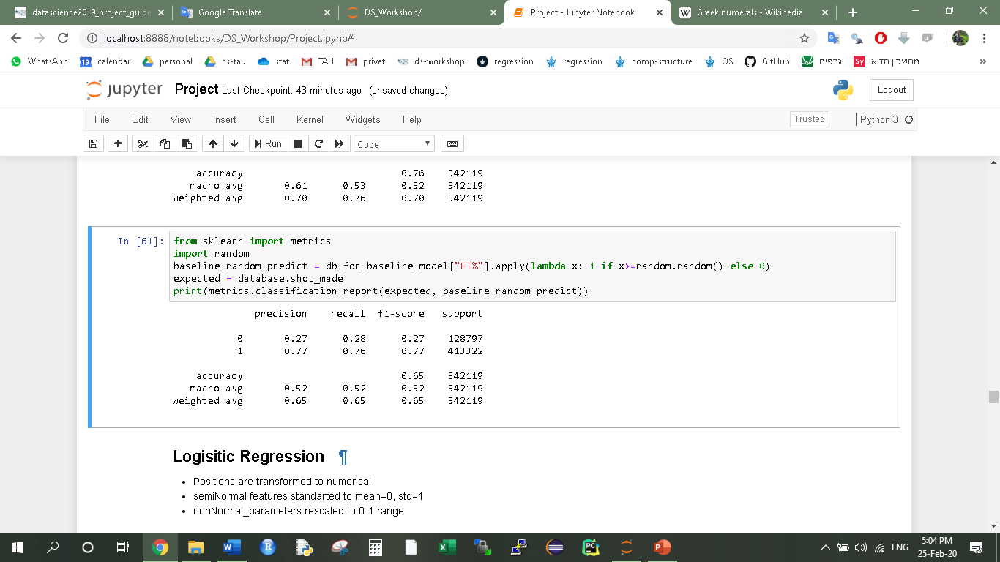 datascience2019_project_guide
Google Translate
DS_Workshop/
Project - Jupyter Notebook
Greek numerals - Wikipedia
localhost:8888/notebooks/DS_Workshop/Project.ipynb#
WhatsApp calendar personal cs-tau stat TAU privet ds-workshop regression regression comp-structure OS GitHub גרפים מחשבון חדוא »
jupyter Project Last Checkpoint: 43 minutes ago (unsaved changes) Logout
File Edit View Insert Cell Kernel Widgets Help Trusted Python 3
Run Code
accuracy 0.76 542119
macro avg 0.61 0.53 0.52 542119
weighted avg 0.70 0.76 0.70 542119
In [61]: from sklearn import metrics
import random
baseline_random_predict = db_for_baseline_model["FT%"].apply(lambda x: 1 if x>=random.random() else 0)
expected = database.shot_made
print(metrics.classification_report(expected, baseline_random_predict))
precision recall f1-score support
0 0.27 0.28 0.27 128797
1 0.77 0.76 0.77 413322
accuracy 0.65 542119
macro avg 0.52 0.52 0.52 542119
weighted avg 0.65 0.65 0.65 542119
Logisitic Regression ¶
• Positions are transformed to numerical
• semiNormal features standarted to mean=0, std=1
• nonNormal_parameters rescaled to 0-1 range
ENG
5:04 PM
25-Feb-20